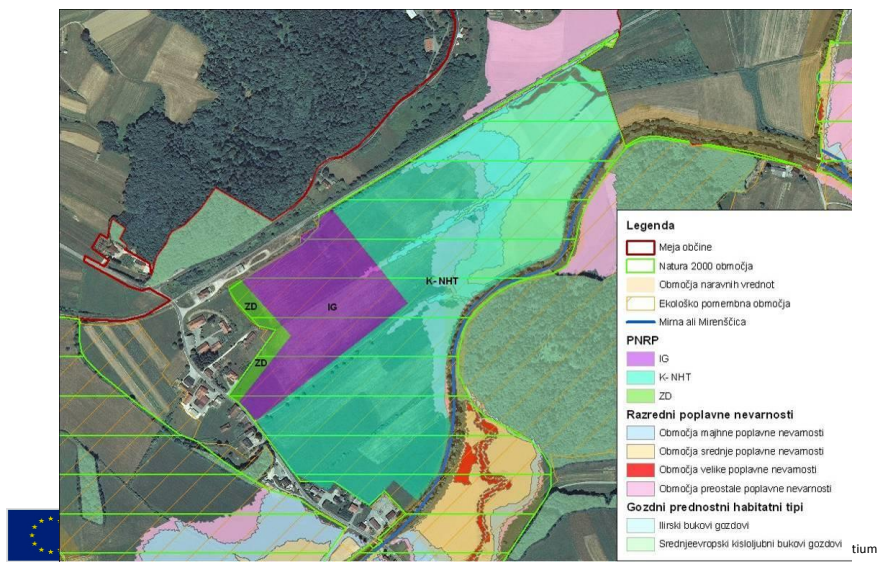 ZD
IG
K- NHT
ZD
Legenda
Meja občine
Natura 2000 območja
Območja naravnih vrednot
Ekološko pomembna območja
Mirna ali Mirenščica
PNRP
IG
K- NHT
ZD
Razredni poplavne nevarnosti
Območja majhne poplavne nevarnosti
Območja srednje poplavne nevarnosti
Območja velike poplavne nevarnosti
Območja preostale poplavne nevarnosti
Gozdni prednostni habitatni tipi
Ilirski bukovi gozdovi
Srednjeevropski kisloljubni bukovi gozdovi
tium